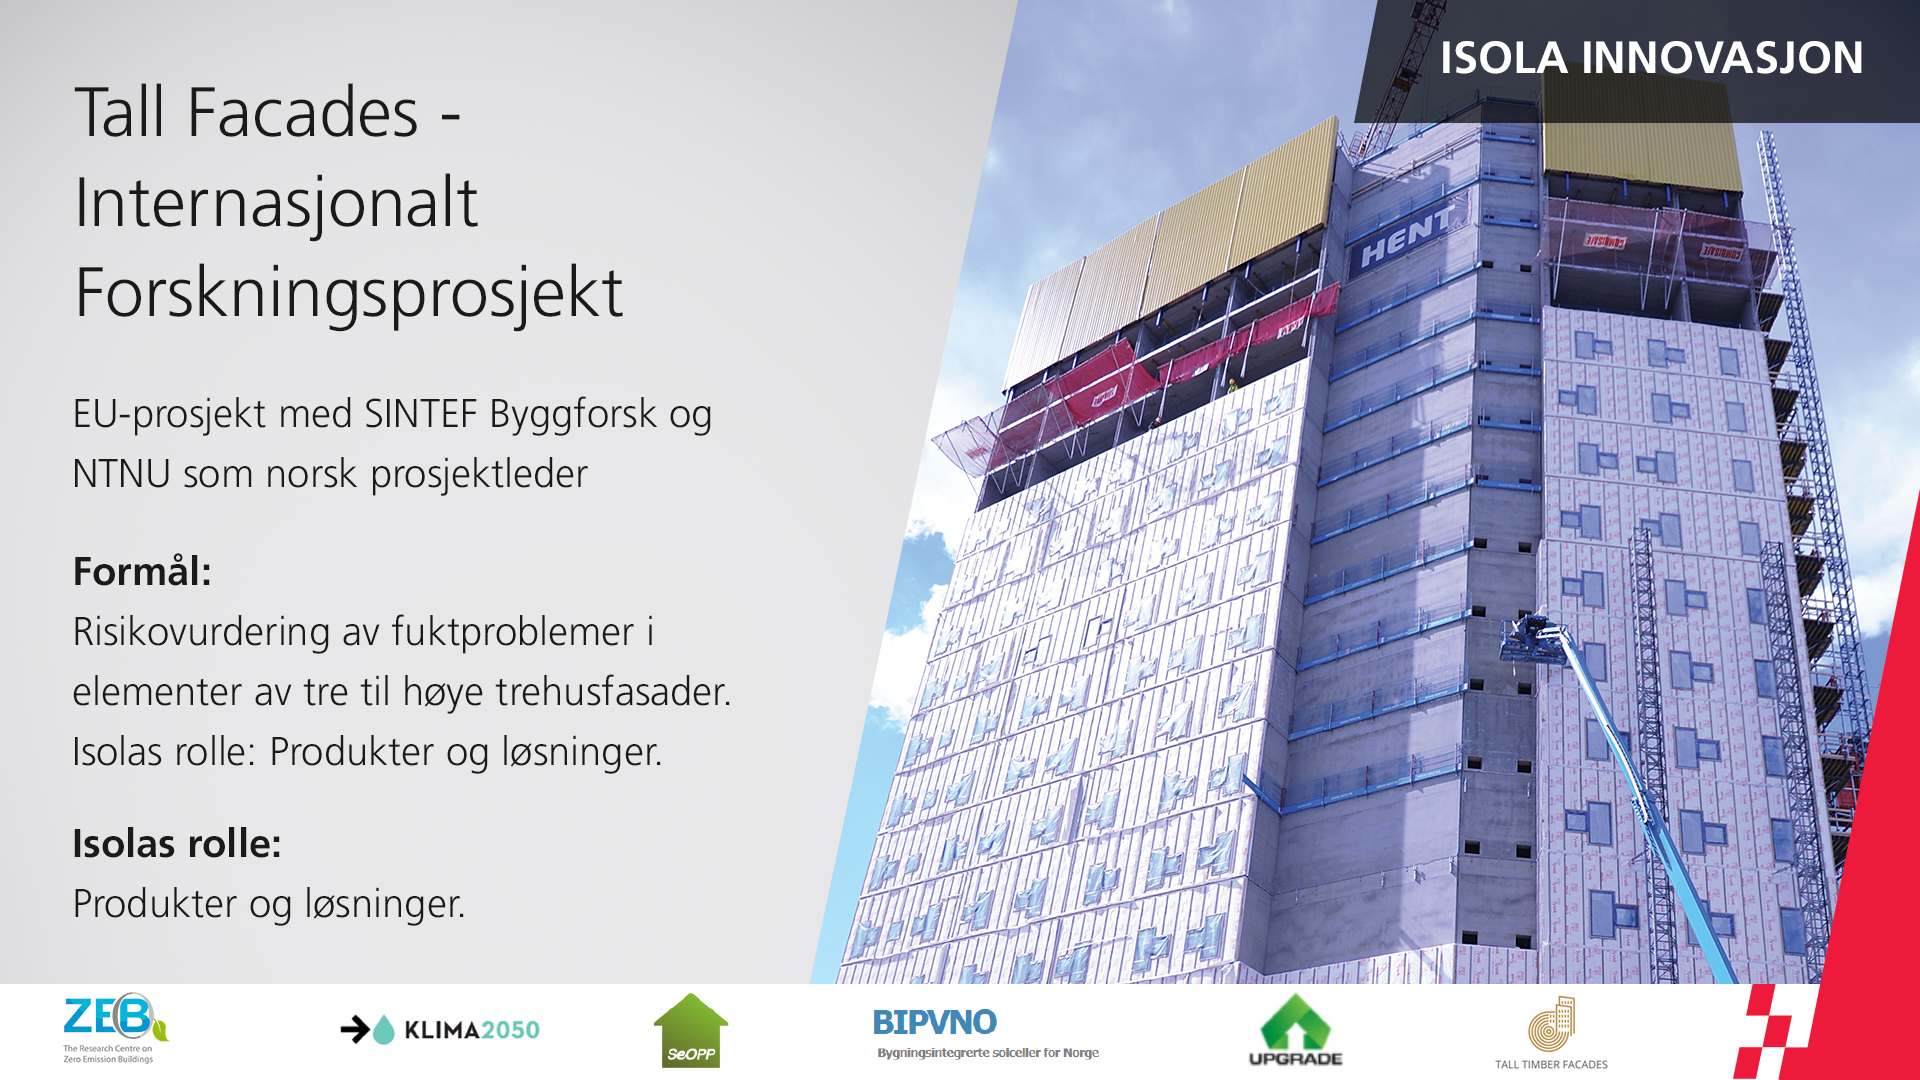 ISOLA INNOVASJON
Tall Facades -
Internasjonalt
Forskningsprosjekt
EU-prosjekt med SINTEF Byggforsk og
NTNU som norsk prosjektleder
Formål:
Risikovurdering av fuktproblemer i
elementer av tre til høye trehusfasader.
Isolas rolle: Produkter og løsninger.
Isolas rolle:
Produkter og løsninger.
HENT
COMBISAFE
COMBISAFE
ZEB
The Research Centre on
Zero Emission Buildings
KLIMA2050
SeOPP
BIPVNO
Bygningsintegrerte solceller for Norge
UPGRADE
TALL TIMBER FACADES